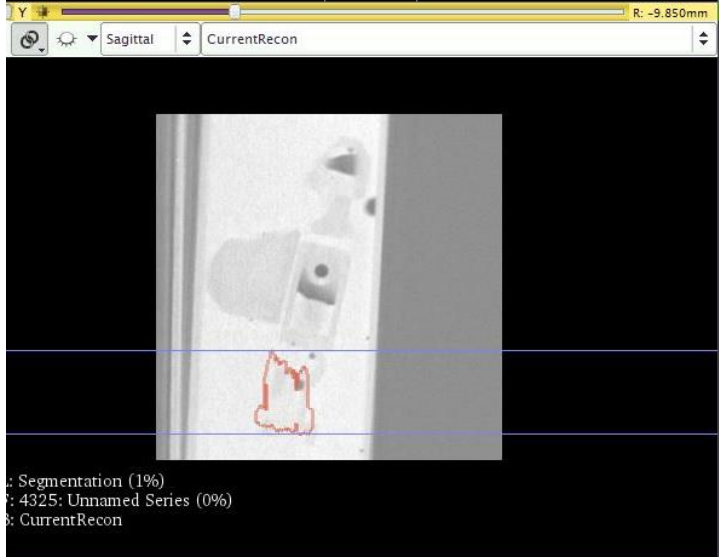 Y R: -9.850mm
Sagittal CurrentRecon
L: Segmentation (1%)
F: 4325: Unnamed Series (0%)
B: CurrentRecon